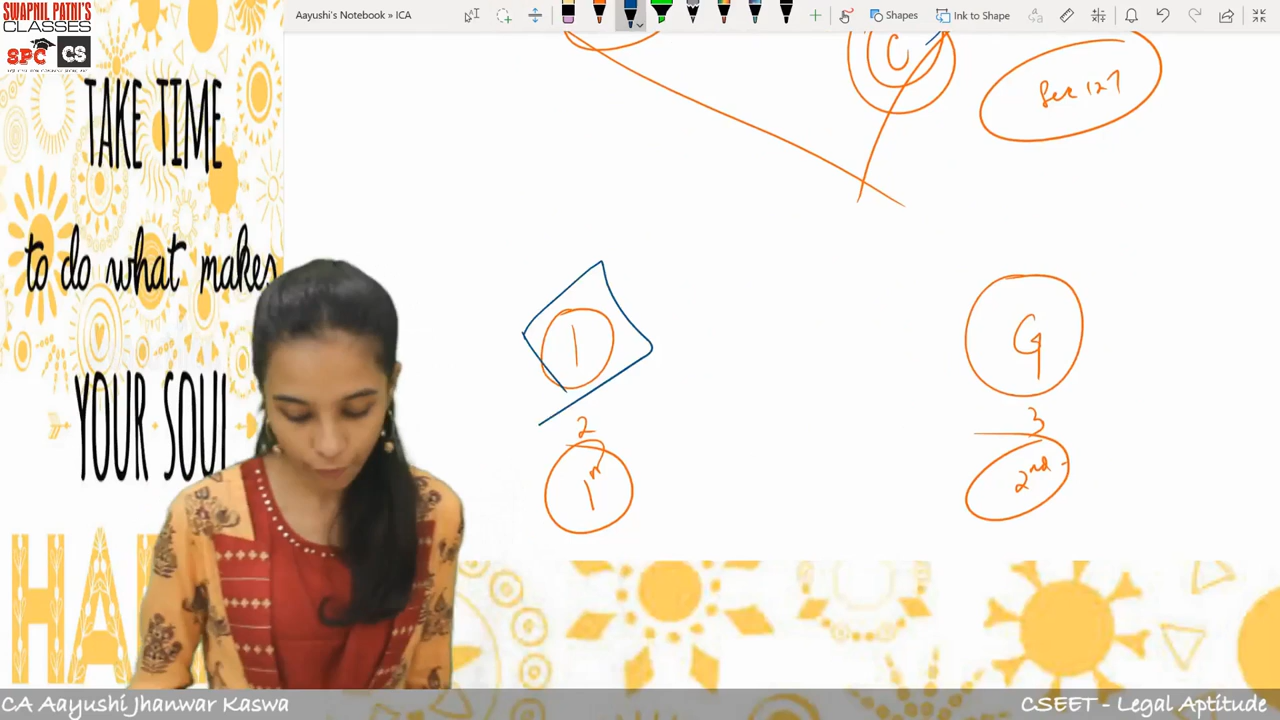 SWAPNIL PATNI'S
CLASSES
SPC CS
Aayushi's Notebook » ICA
Shapes
Ink to Shape
TAKE TIME
to do what makes
YOUR SOUL
HA
C
Sec 127
I
G
2
3
1st
2nd
CA Aayushi Jhanwar Kaswa
CSEET - Legal Aptitude